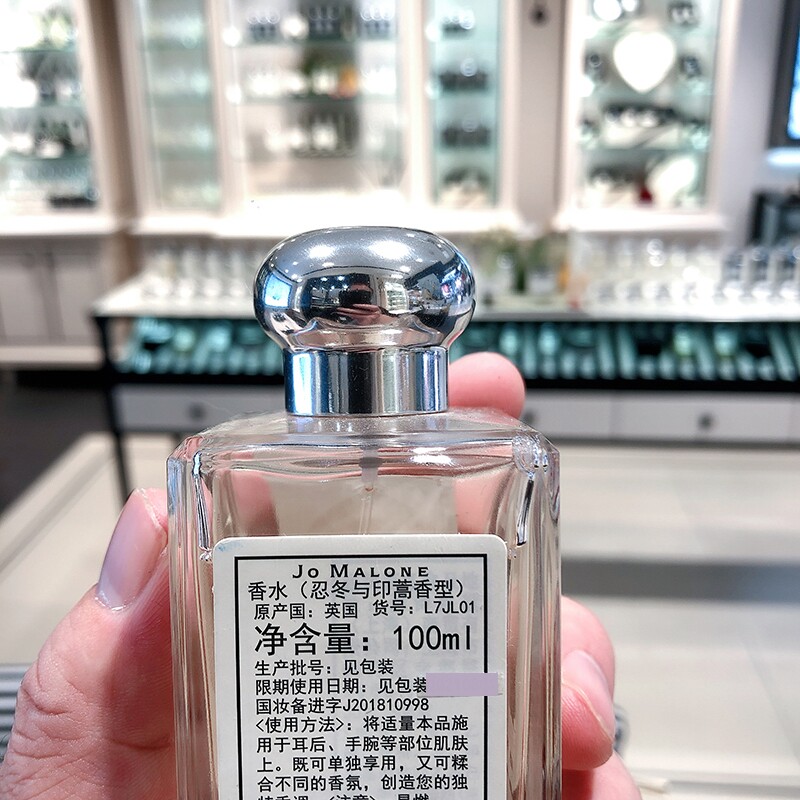 Jo Malone
香水（忍冬与印蒿香型）
原产国：英国 货号：L7JL01
净含量：100ml
生产批号：见包装
限期使用日期：见包装
国妆备进字J201810998
<使用方法>：将适量本品施
用于耳后、手腕等部位肌肤
上。既可单独享用，又可糅
合不同的香氛，创造您的独